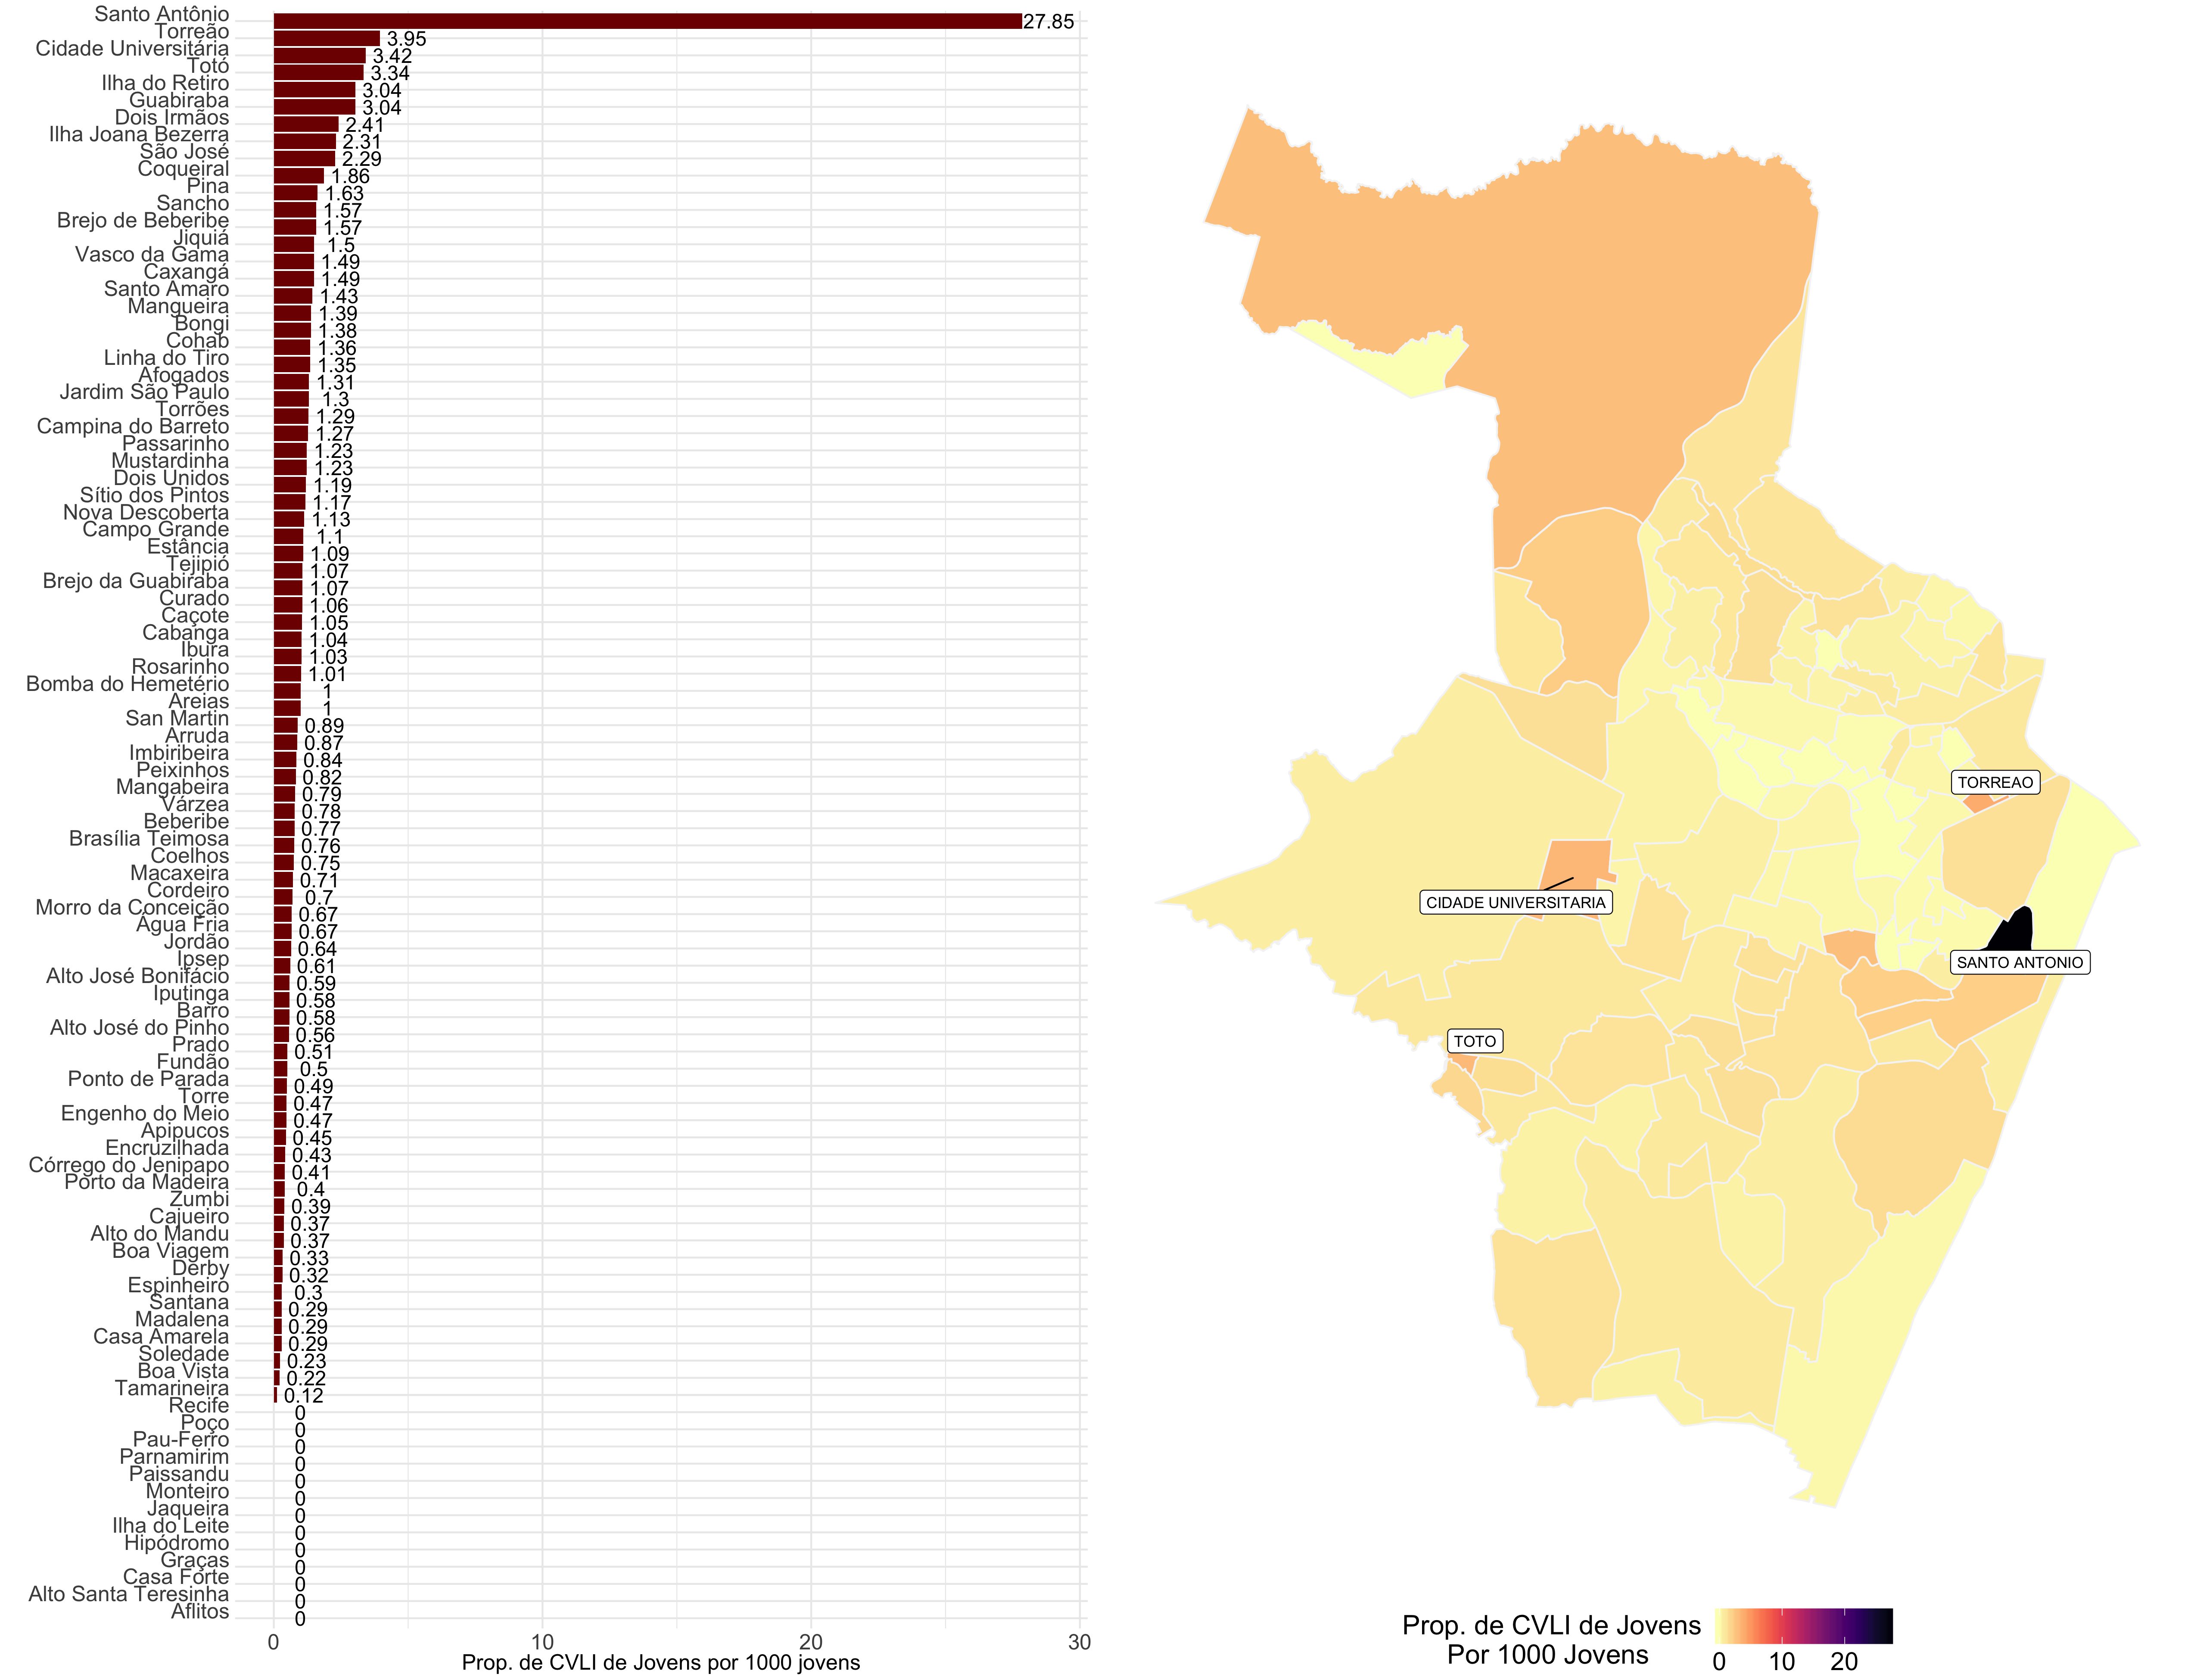 Santo Antônio 27.85
Torreão 3.95
Cidade Universitária 3.42
Totó 3.34
Ilha do Retiro 3.04
Guabiraba 3.04
Dois Irmãos 2.41
Ilha Joana Bezerra 2.31
São José 2.29
Coqueiral 1.86
Pina 1.63
Sancho 1.57
Brejo de Beberibe 1.57
Jiquiá 1.5
Vasco da Gama 1.49
Caxangá 1.49
Santo Amaro 1.43
Mangueira 1.39
Bongi 1.38
Cohab 1.36
Linha do Tiro 1.35
Afogados 1.31
Jardim São Paulo 1.3
Torrões 1.29
Campina do Barreto 1.27
Passarinho 1.23
Mustardinha 1.23
Dois Unidos 1.19
Sítio dos Pintos 1.17
Nova Descoberta 1.13
Campo Grande 1.1
Estância 1.09
Tejipió 1.07
Brejo da Guabiraba 1.07
Curado 1.06
Caçote 1.05
Cabanga 1.04
Ibura 1.03
Rosarinho 1.01
Bomba do Hemetério 1
Areias 1
San Martin 0.89
Arruda 0.87
Imbiribeira 0.84
Peixinhos 0.82
Mangabeira 0.79
Várzea 0.78
Beberibe 0.77
Brasília Teimosa 0.76
Coelhos 0.75
Macaxeira 0.71
Cordeiro 0.7
Morro da Conceição 0.67
Água Fria 0.67
Jordão 0.64
Ipsep 0.61
Alto José Bonifácio 0.59
Iputinga 0.58
Barro 0.58
Alto José do Pinho 0.56
Prado 0.51
Fundão 0.5
Ponto de Parada 0.49
Torre 0.47
Engenho do Meio 0.47
Apipucos 0.45
Encruzilhada 0.43
Córrego do Jenipapo 0.41
Porto da Madeira 0.4
Zumbi 0.39
Cajueiro 0.37
Alto do Mandu 0.37
Boa Viagem 0.33
Derby 0.32
Espinheiro 0.3
Santana 0.29
Madalena 0.29
Casa Amarela 0.29
Soledade 0.23
Boa Vista 0.22
Tamarineira 0.12
Recife 0
Poço 0
Pau-Ferro 0
Parnamirim 0
Paissandu 0
Monteiro 0
Jaqueira 0
Ilha do Leite 0
Hipódromo 0
Graças 0
Casa Forte 0
Alto Santa Teresinha 0
Aflitos 0
0 10 20 30
Prop. de CVLI de Jovens por 1000 jovens
TORREAO
CIDADE UNIVERSITARIA
SANTO ANTONIO
TOTO
Prop. de CVLI de Jovens
Por 1000 Jovens
0 10 20